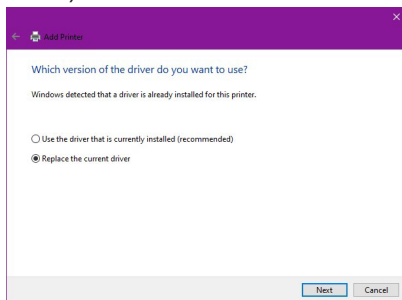 Add Printer
Which version of the driver do you want to use?
Windows detected that a driver is already installed for this printer.
Use the driver that is currently installed (recommended)
Replace the current driver
Next Cancel